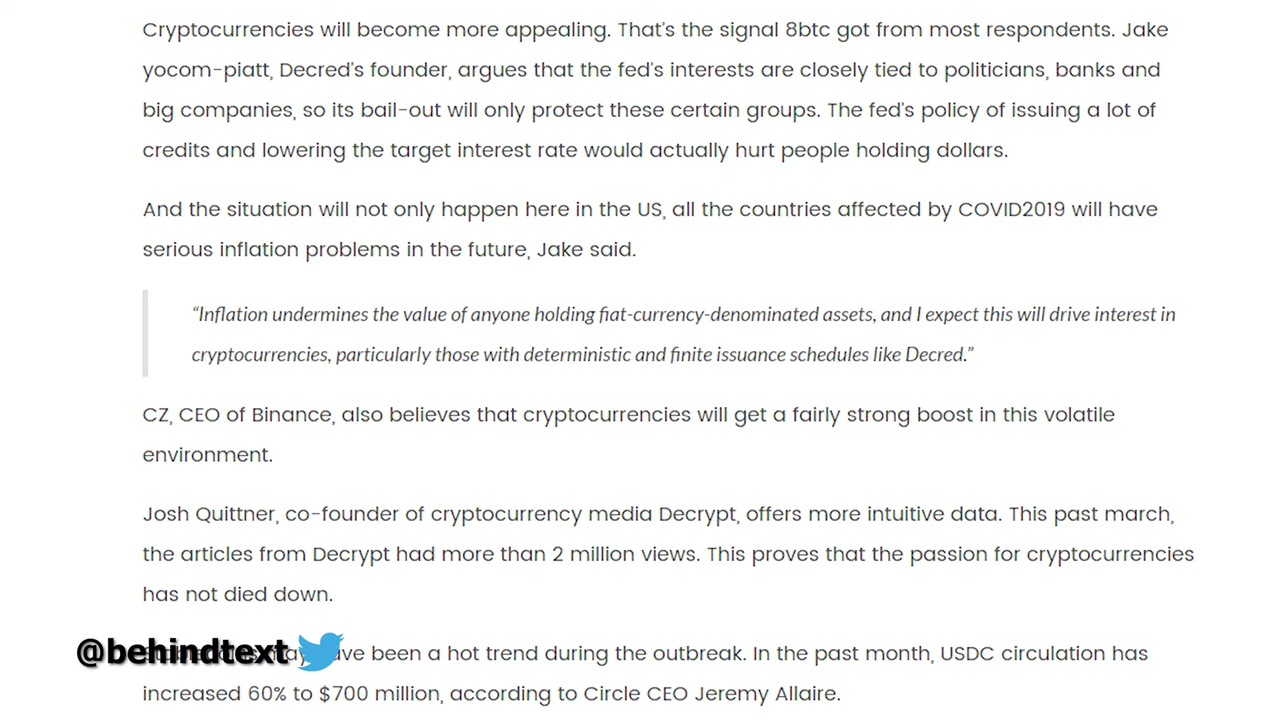 Cryptocurrencies will become more appealing. That's the signal 8btc got from most respondents. Jake
yocom-piatt, Decred's founder, argues that the fed's interests are closely tied to politicians, banks and
big companies, so its bail-out will only protect these certain groups. The fed's policy of issuing a lot of
credits and lowering the target interest rate would actually hurt people holding dollars.
And the situation will not only happen here in the US, all the countries affected by COVID2019 will have
serious inflation problems in the future, Jake said.
“Inflation undermines the value of anyone holding fiat-currency-denominated assets, and I expect this will drive interest in
cryptocurrencies, particularly those with deterministic and finite issuance schedules like Decred.”
CZ, CEO of Binance, also believes that cryptocurrencies will get a fairly strong boost in this volatile
environment.
Josh Quittner, co-founder of cryptocurrency media Decrypt, offers more intuitive data. This past march,
the articles from Decrypt had more than 2 million views. This proves that the passion for cryptocurrencies
has not died down.
@behindtext
been a hot trend during the outbreak. In the past month, USDC circulation has
increased 60% to $700 million, according to Circle CEO Jeremy Allaire.